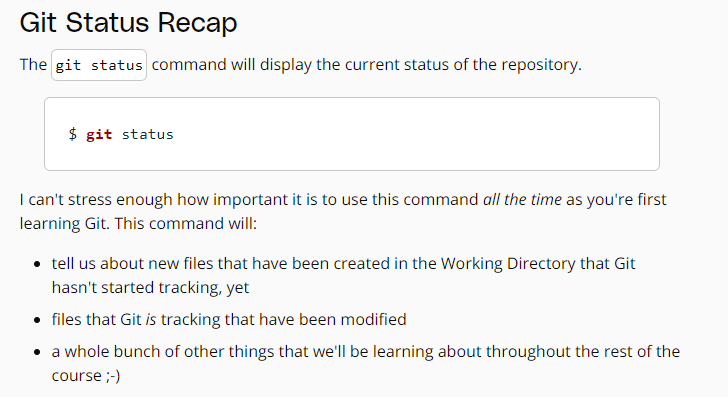 Git Status Recap
The git status command will display the current status of the repository.
$ git status
I can't stress enough how important it is to use this command all the time as you're first
learning Git. This command will:
• tell us about new files that have been created in the Working Directory that Git
hasn't started tracking, yet
• files that Git is tracking that have been modified
• a whole bunch of other things that we'll be learning about throughout the rest of the
course ;-)